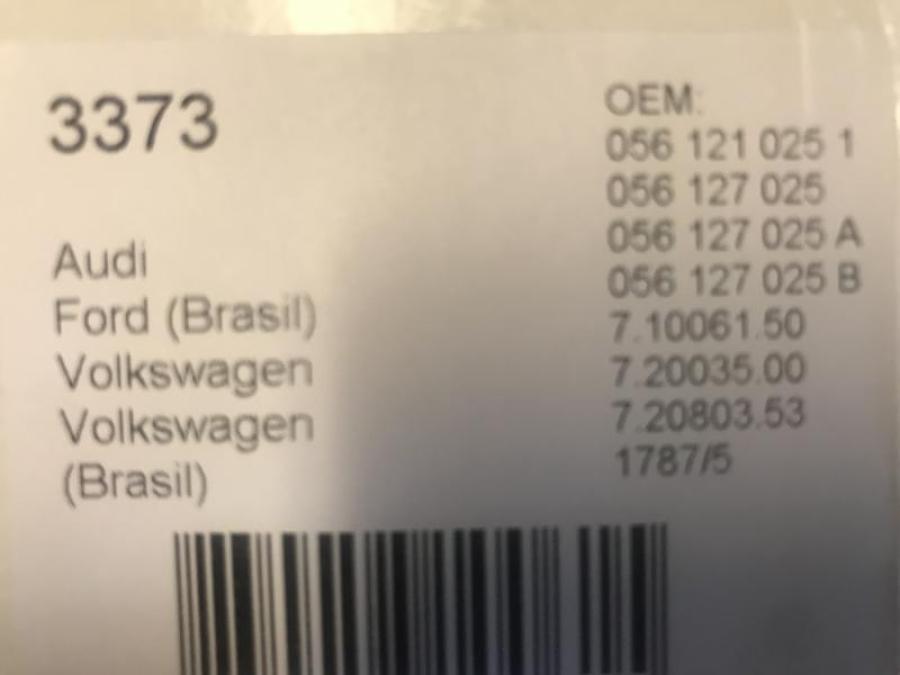 3373
Audi
Ford (Brasil)
Volkswagen
Volkswagen
(Brasil)
OEM:
056 121 025 1
056 127 025
056 127 025 A
056 127 025 B
7.10061.50
7.20035.00
7.20803.53
1787/5